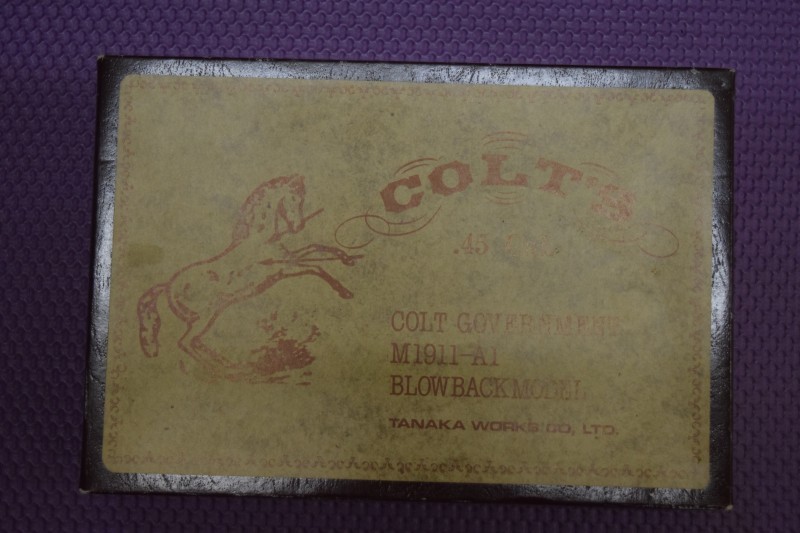 COLT'S
.45
COLT GOVERNMENT
M1911-A1
BLOWBACK MODEL
TANAKA WORKS CO, LTD.